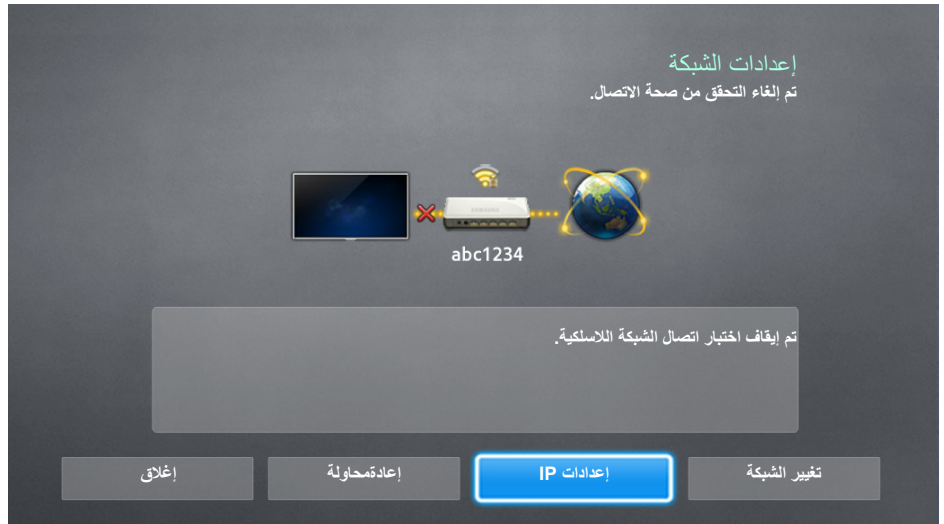 إعدادات الشبكة
تم إلغاء التحقق من صحة الاتصال.
SAMSUNG
abc1234
تم إيقاف اختبار اتصال الشبكة اللاسلكية.
تغيير الشبكة
إعدادات IP
إعادةمحاولة
إغلاق